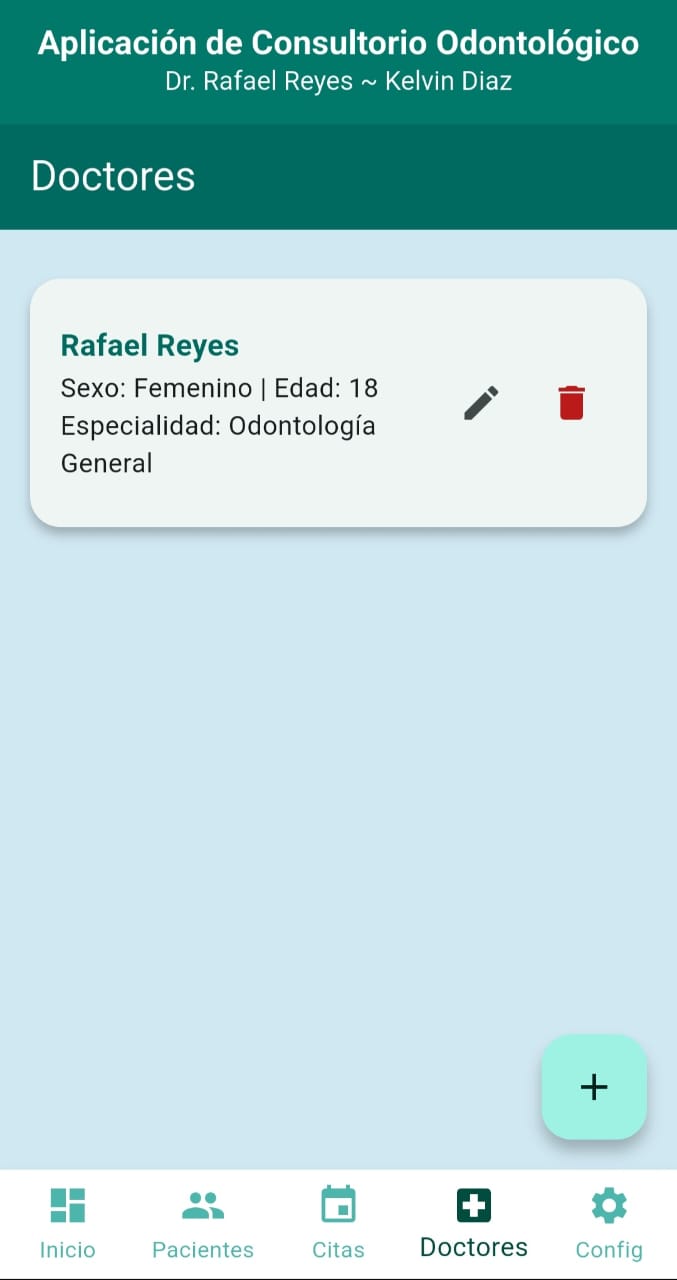 Aplicación de Consultorio Odontológico
Dr. Rafael Reyes ~ Kelvin Diaz
Doctores
Rafael Reyes
Sexo: Femenino | Edad: 18
Especialidad: Odontología
General
Inicio
Pacientes
Citas
Doctores
Config